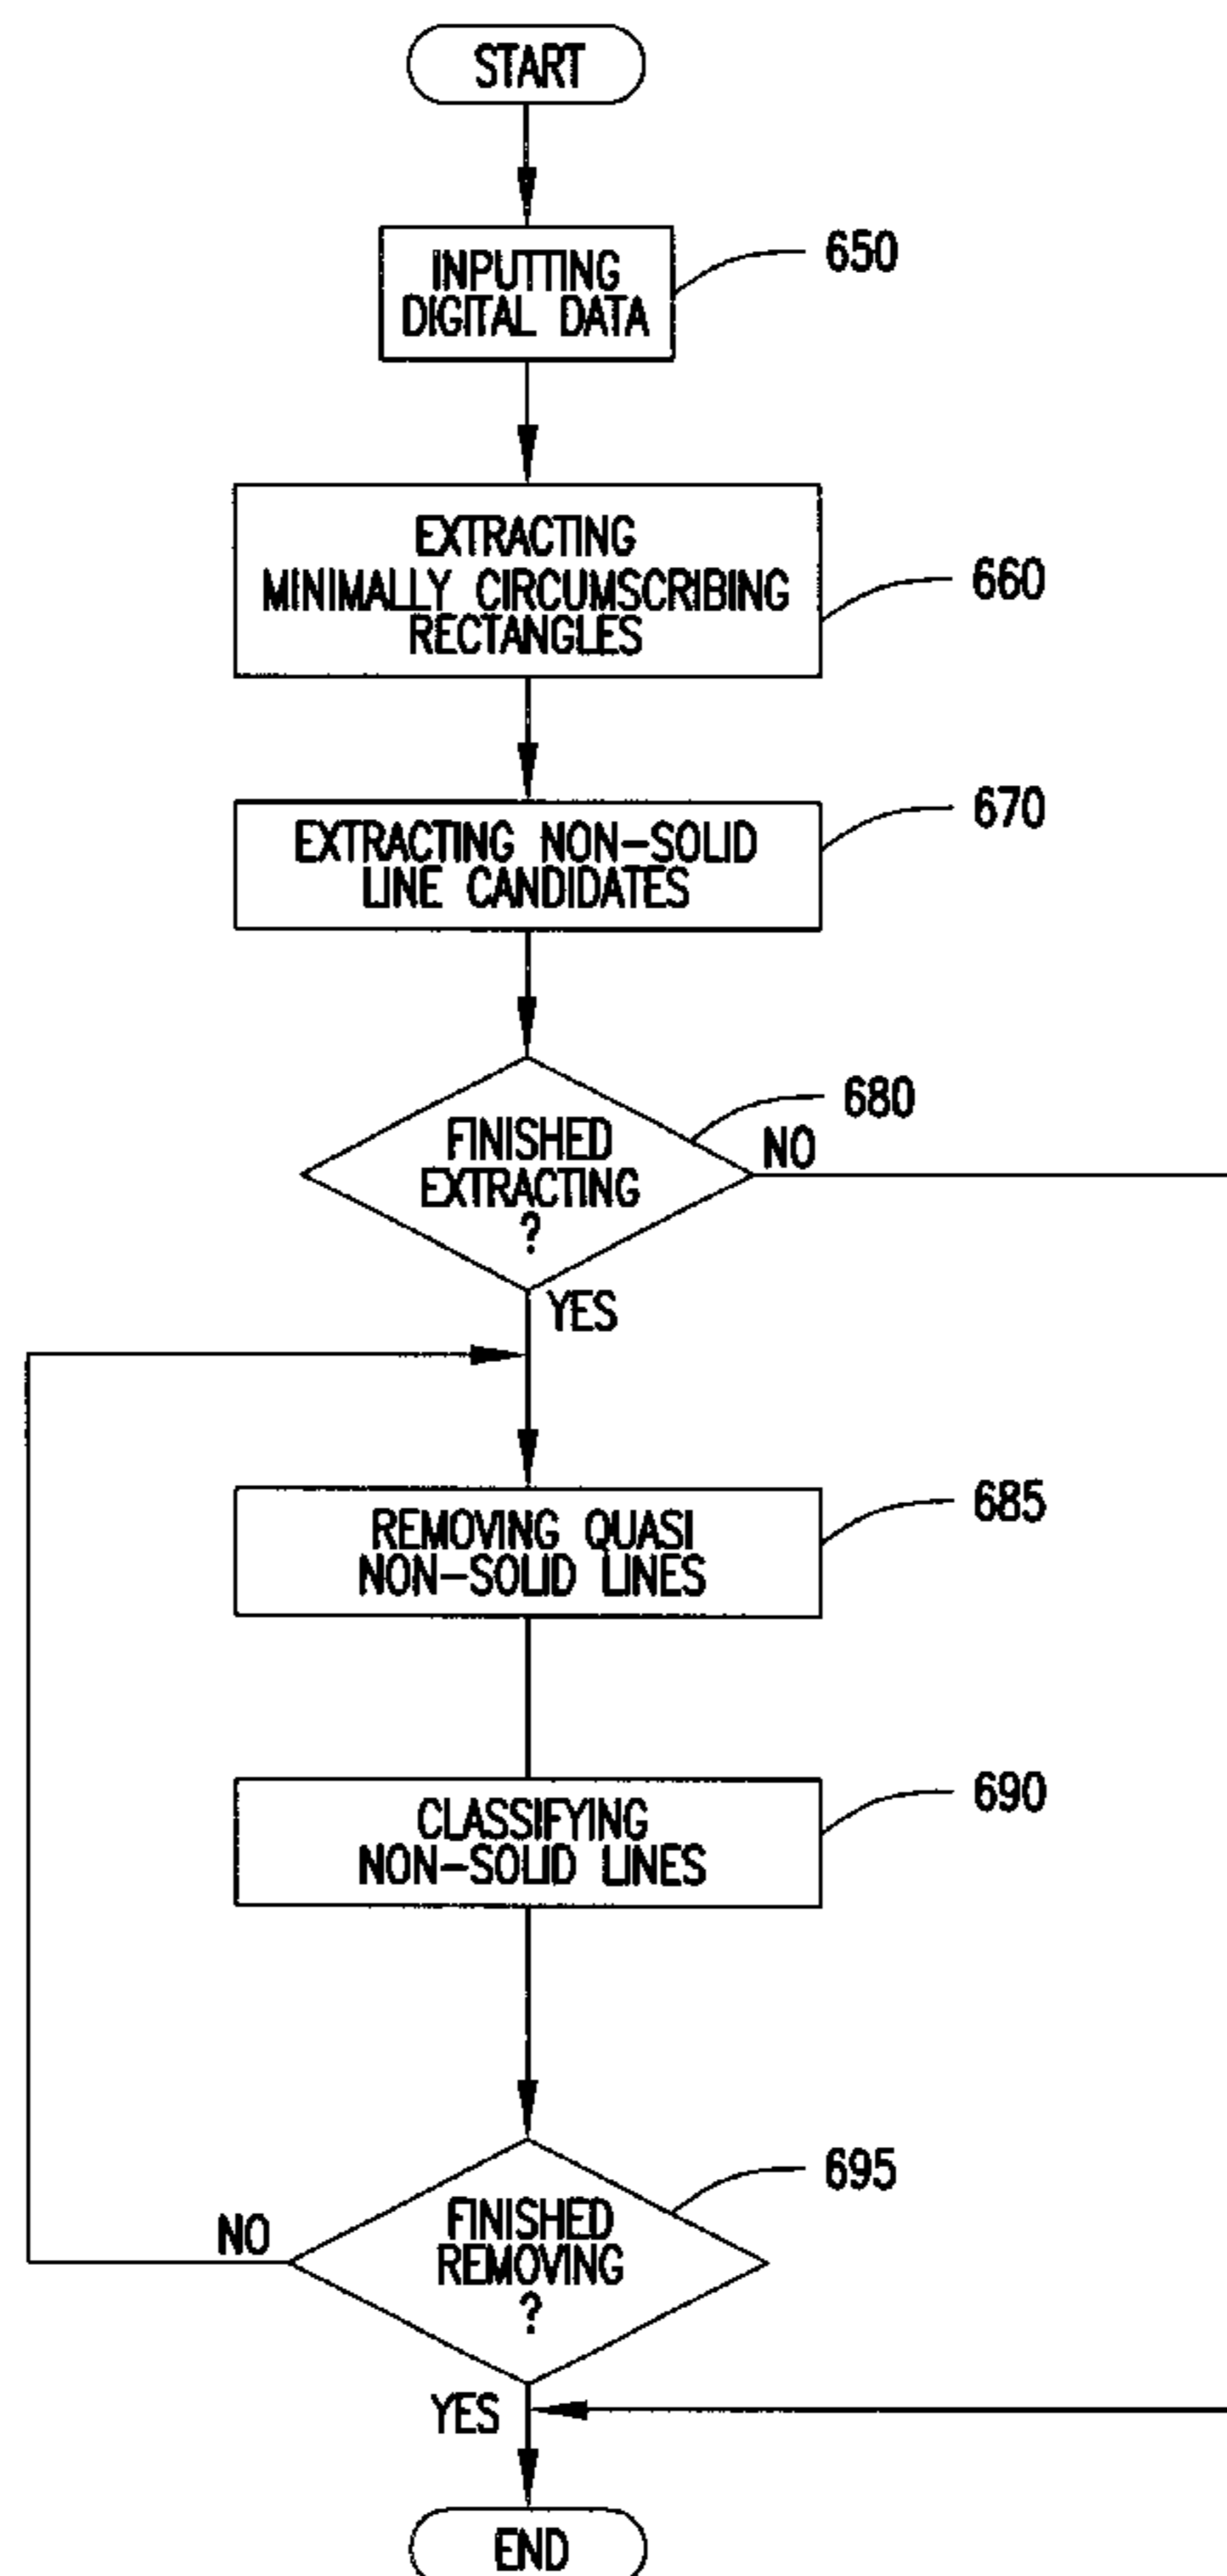 START
INPUTTING
DIGITAL DATA
650
EXTRACTING
MINIMALLY CIRCUMSCRIBING
RECTANGLES
660
EXTRACTING NON-SOLID
LINE CANDIDATES
670
FINISHED
EXTRACTING
?
680
NO
YES
REMOVING QUASI
NON-SOLID LINES
685
CLASSIFYING
NON-SOLID LINES
690
FINISHED
REMOVING
?
695
NO
YES
END